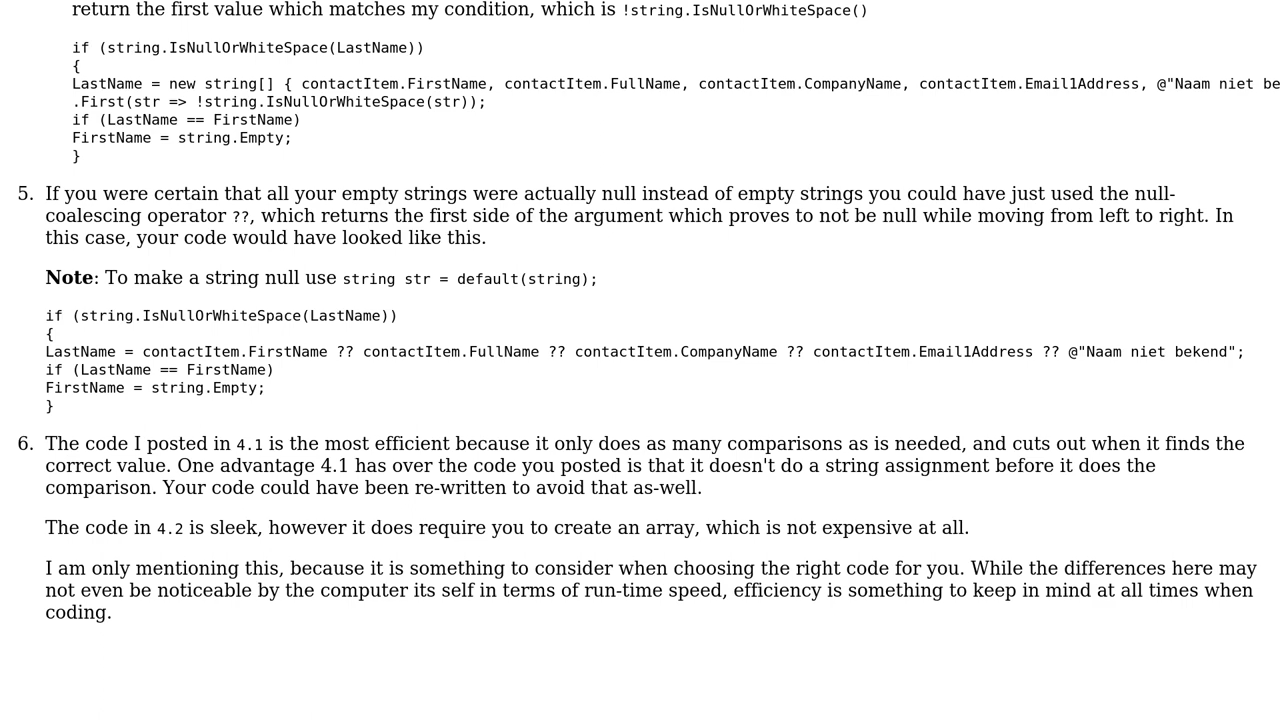 return the first value which matches my condition, which is !string.IsNullOrWhiteSpace()
if (string.IsNullOrWhiteSpace(LastName))
{
LastName = new string[] { contactItem.FirstName, contactItem.FullName, contactItem.CompanyName, contactItem.Email1Address, @"Naam niet be
.First(str => !string.IsNullOrWhiteSpace(str));
if (LastName == FirstName)
FirstName = string.Empty;
}
5. If you were certain that all your empty strings were actually null instead of empty strings you could have just used the null-
coalescing operator ??, which returns the first side of the argument which proves to not be null while moving from left to right. In
this case, your code would have looked like this.
Note: To make a string null use string str = default(string);
if (string.IsNullOrWhiteSpace(LastName))
{
LastName = contactItem.FirstName ?? contactItem.FullName ?? contactItem.CompanyName ?? contactItem.Email1Address ?? @"Naam niet bekend";
if (LastName == FirstName)
FirstName = string.Empty;
}
6. The code I posted in 4.1 is the most efficient because it only does as many comparisons as is needed, and cuts out when it finds the
correct value. One advantage 4.1 has over the code you posted is that it doesn't do a string assignment before it does the
comparison. Your code could have been re-written to avoid that as-well.
The code in 4.2 is sleek, however it does require you to create an array, which is not expensive at all.
I am only mentioning this, because it is something to consider when choosing the right code for you. While the differences here may
not even be noticeable by the computer its self in terms of run-time speed, efficiency is something to keep in mind at all times when
coding.